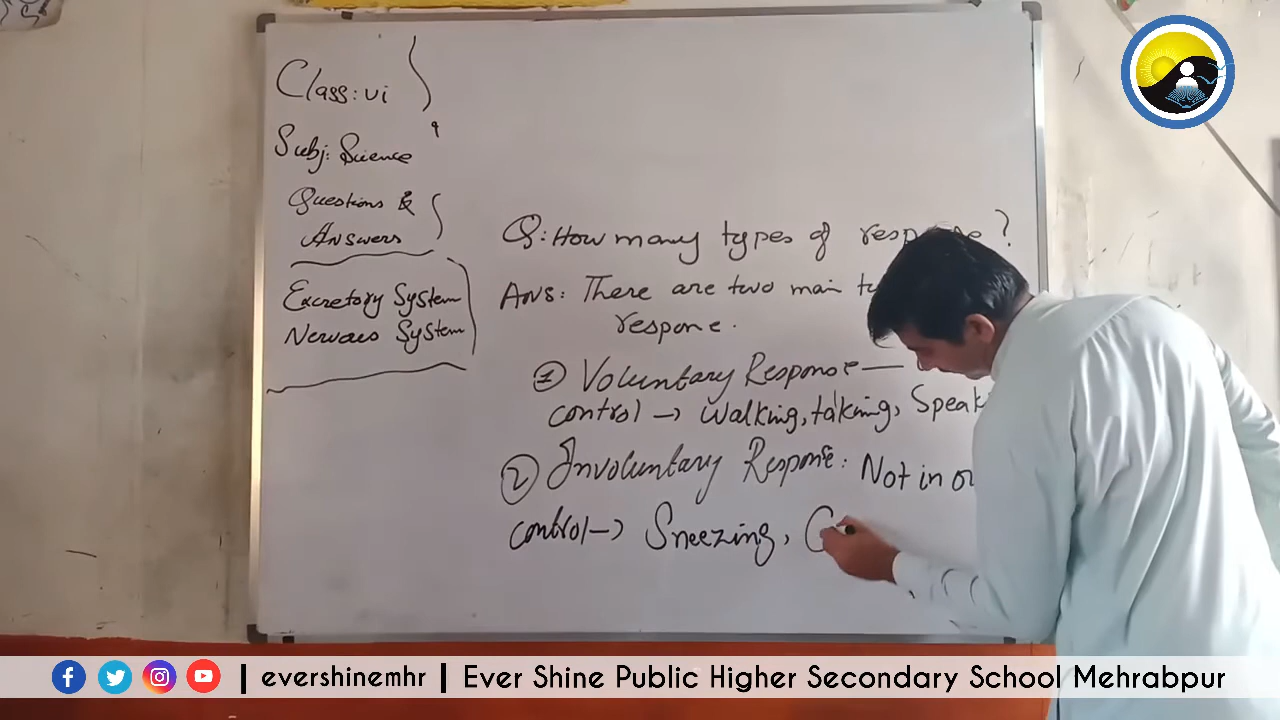 Class: vi
Subj: Science
Questions &
Answers
Excretory System
Nervous System
Q: How many types of response ?
Ans: There are two main
respone.
1 Voluntary Response —
control → Walking, taking, Speak
2 Involuntary Response: Not in
control → Sneezing, C
| evershinemhr | Ever Shine Public Higher Secondary School Mehrabpur